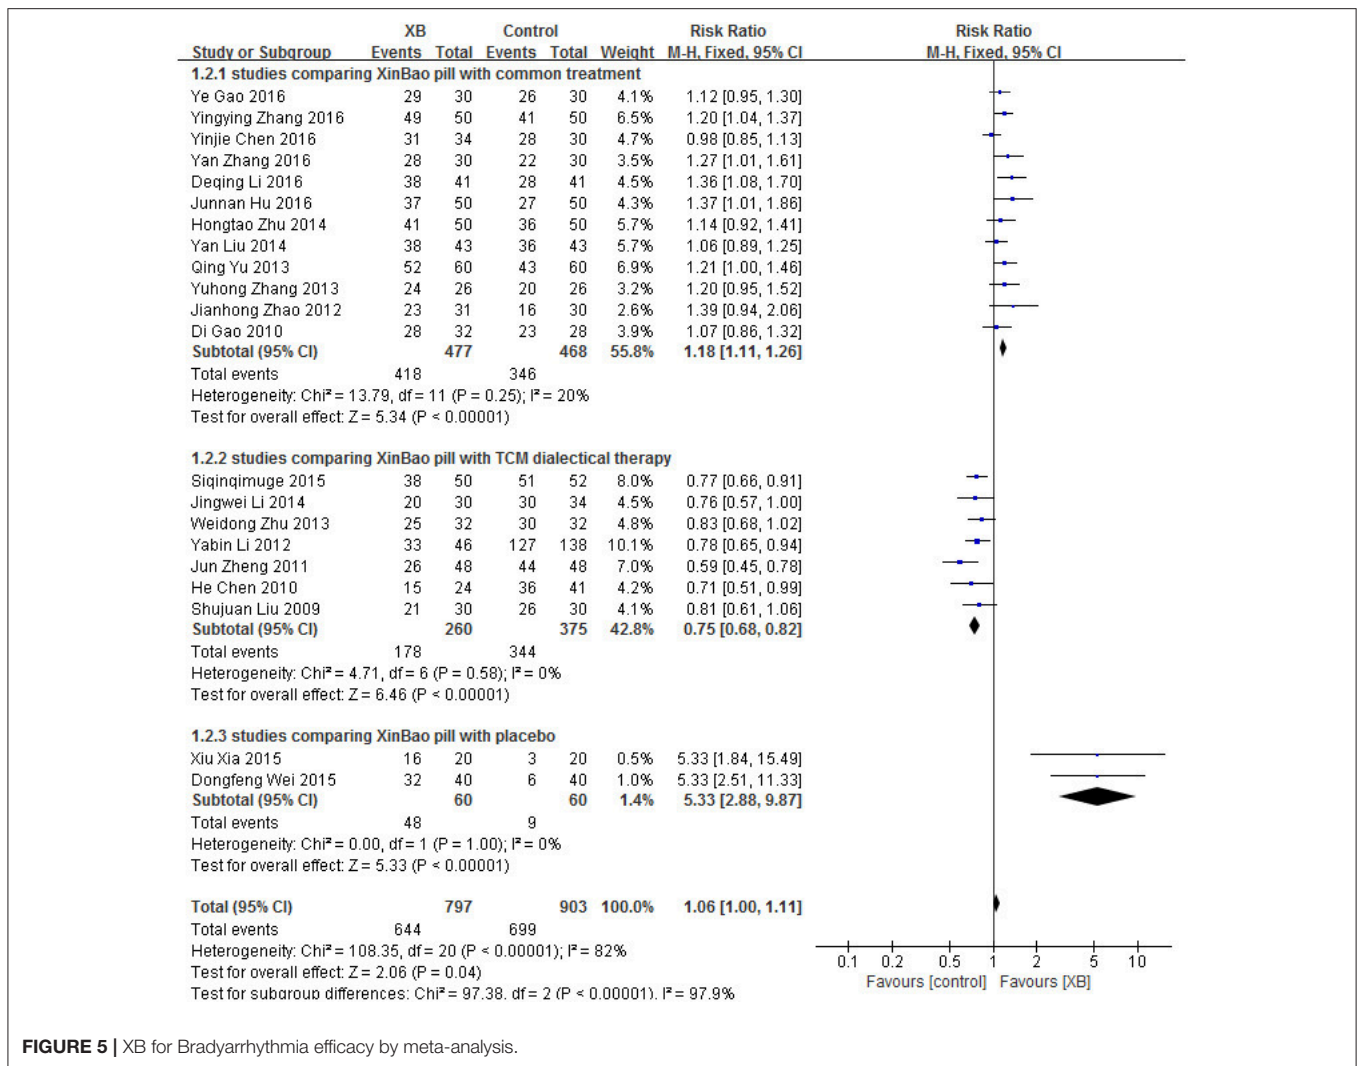 XB Control Risk Ratio Risk Ratio
Study or Subgroup Events Total Events Total Weight M-H, Fixed, 95% CI M-H, Fixed, 95% CI
1.2.1 studies comparing XinBao pill with common treatment
Ye Gao 2016 29 30 26 30 4.1% 1.12 [0.95, 1.30]
Yingying Zhang 2016 49 50 41 50 6.5% 1.20 [1.04, 1.37]
Yinjie Chen 2016 31 34 28 30 4.7% 0.98 [0.85, 1.13]
Yan Zhang 2016 28 30 22 30 3.5% 1.27 [1.01, 1.61]
Deqing Li 2016 38 41 28 41 4.5% 1.36 [1.08, 1.70]
Junnan Hu 2016 37 50 27 50 4.3% 1.37 [1.01, 1.86]
Hongtao Zhu 2014 41 50 36 50 5.7% 1.14 [0.92, 1.41]
Yan Liu 2014 38 43 36 43 5.7% 1.06 [0.89, 1.25]
Qing Yu 2013 52 60 43 60 6.9% 1.21 [1.00, 1.46]
Yuhong Zhang 2013 24 26 20 26 3.2% 1.20 [0.95, 1.52]
Jianhong Zhao 2012 23 31 16 30 2.6% 1.39 [0.94, 2.06]
Di Gao 2010 28 32 23 28 3.9% 1.07 [0.86, 1.32]
Subtotal (95% CI) 477 468 55.8% 1.18 [1.11, 1.26]
Total events 418 346
Heterogeneity: Chi² = 13.79, df = 11 (P = 0.25); I² = 20%
Test for overall effect: Z = 5.34 (P < 0.00001)
1.2.2 studies comparing XinBao pill with TCM dialectical therapy
Siqinqimuge 2015 38 50 51 52 8.0% 0.77 [0.66, 0.91]
Jingwei Li 2014 20 30 30 34 4.5% 0.76 [0.57, 1.00]
Weidong Zhu 2013 25 32 30 32 4.8% 0.83 [0.68, 1.02]
Yabin Li 2012 33 46 127 138 10.1% 0.78 [0.65, 0.94]
Jun Zheng 2011 26 48 44 48 7.0% 0.59 [0.45, 0.78]
He Chen 2010 15 24 36 41 4.2% 0.71 [0.51, 0.99]
Shujuan Liu 2009 21 30 26 30 4.1% 0.81 [0.61, 1.06]
Subtotal (95% CI) 260 375 42.8% 0.75 [0.68, 0.82]
Total events 178 344
Heterogeneity: Chi² = 4.71, df = 6 (P = 0.58); I² = 0%
Test for overall effect: Z = 6.46 (P < 0.00001)
1.2.3 studies comparing XinBao pill with placebo
Xiu Xia 2015 16 20 3 20 0.5% 5.33 [1.84, 15.49]
Dongfeng Wei 2015 32 40 6 40 1.0% 5.33 [2.51, 11.33]
Subtotal (95% CI) 60 60 1.4% 5.33 [2.88, 9.87]
Total events 48 9
Heterogeneity: Chi² = 0.00, df = 1 (P = 1.00); I² = 0%
Test for overall effect: Z = 5.33 (P < 0.00001)
Total (95% CI) 797 903 100.0% 1.06 [1.00, 1.11]
Total events 644 699
Heterogeneity: Chi² = 108.35, df = 20 (P < 0.00001); I² = 82%
Test for overall effect: Z = 2.06 (P = 0.04)
Test for subgroup differences: Chi² = 97.38, df = 2 (P < 0.00001), I² = 97.9%
0.1 0.2 0.5 1 2 5 10
Favours [control] Favours [XB]
FIGURE 5 | XB for Bradyarrhythmia efficacy by meta-analysis.